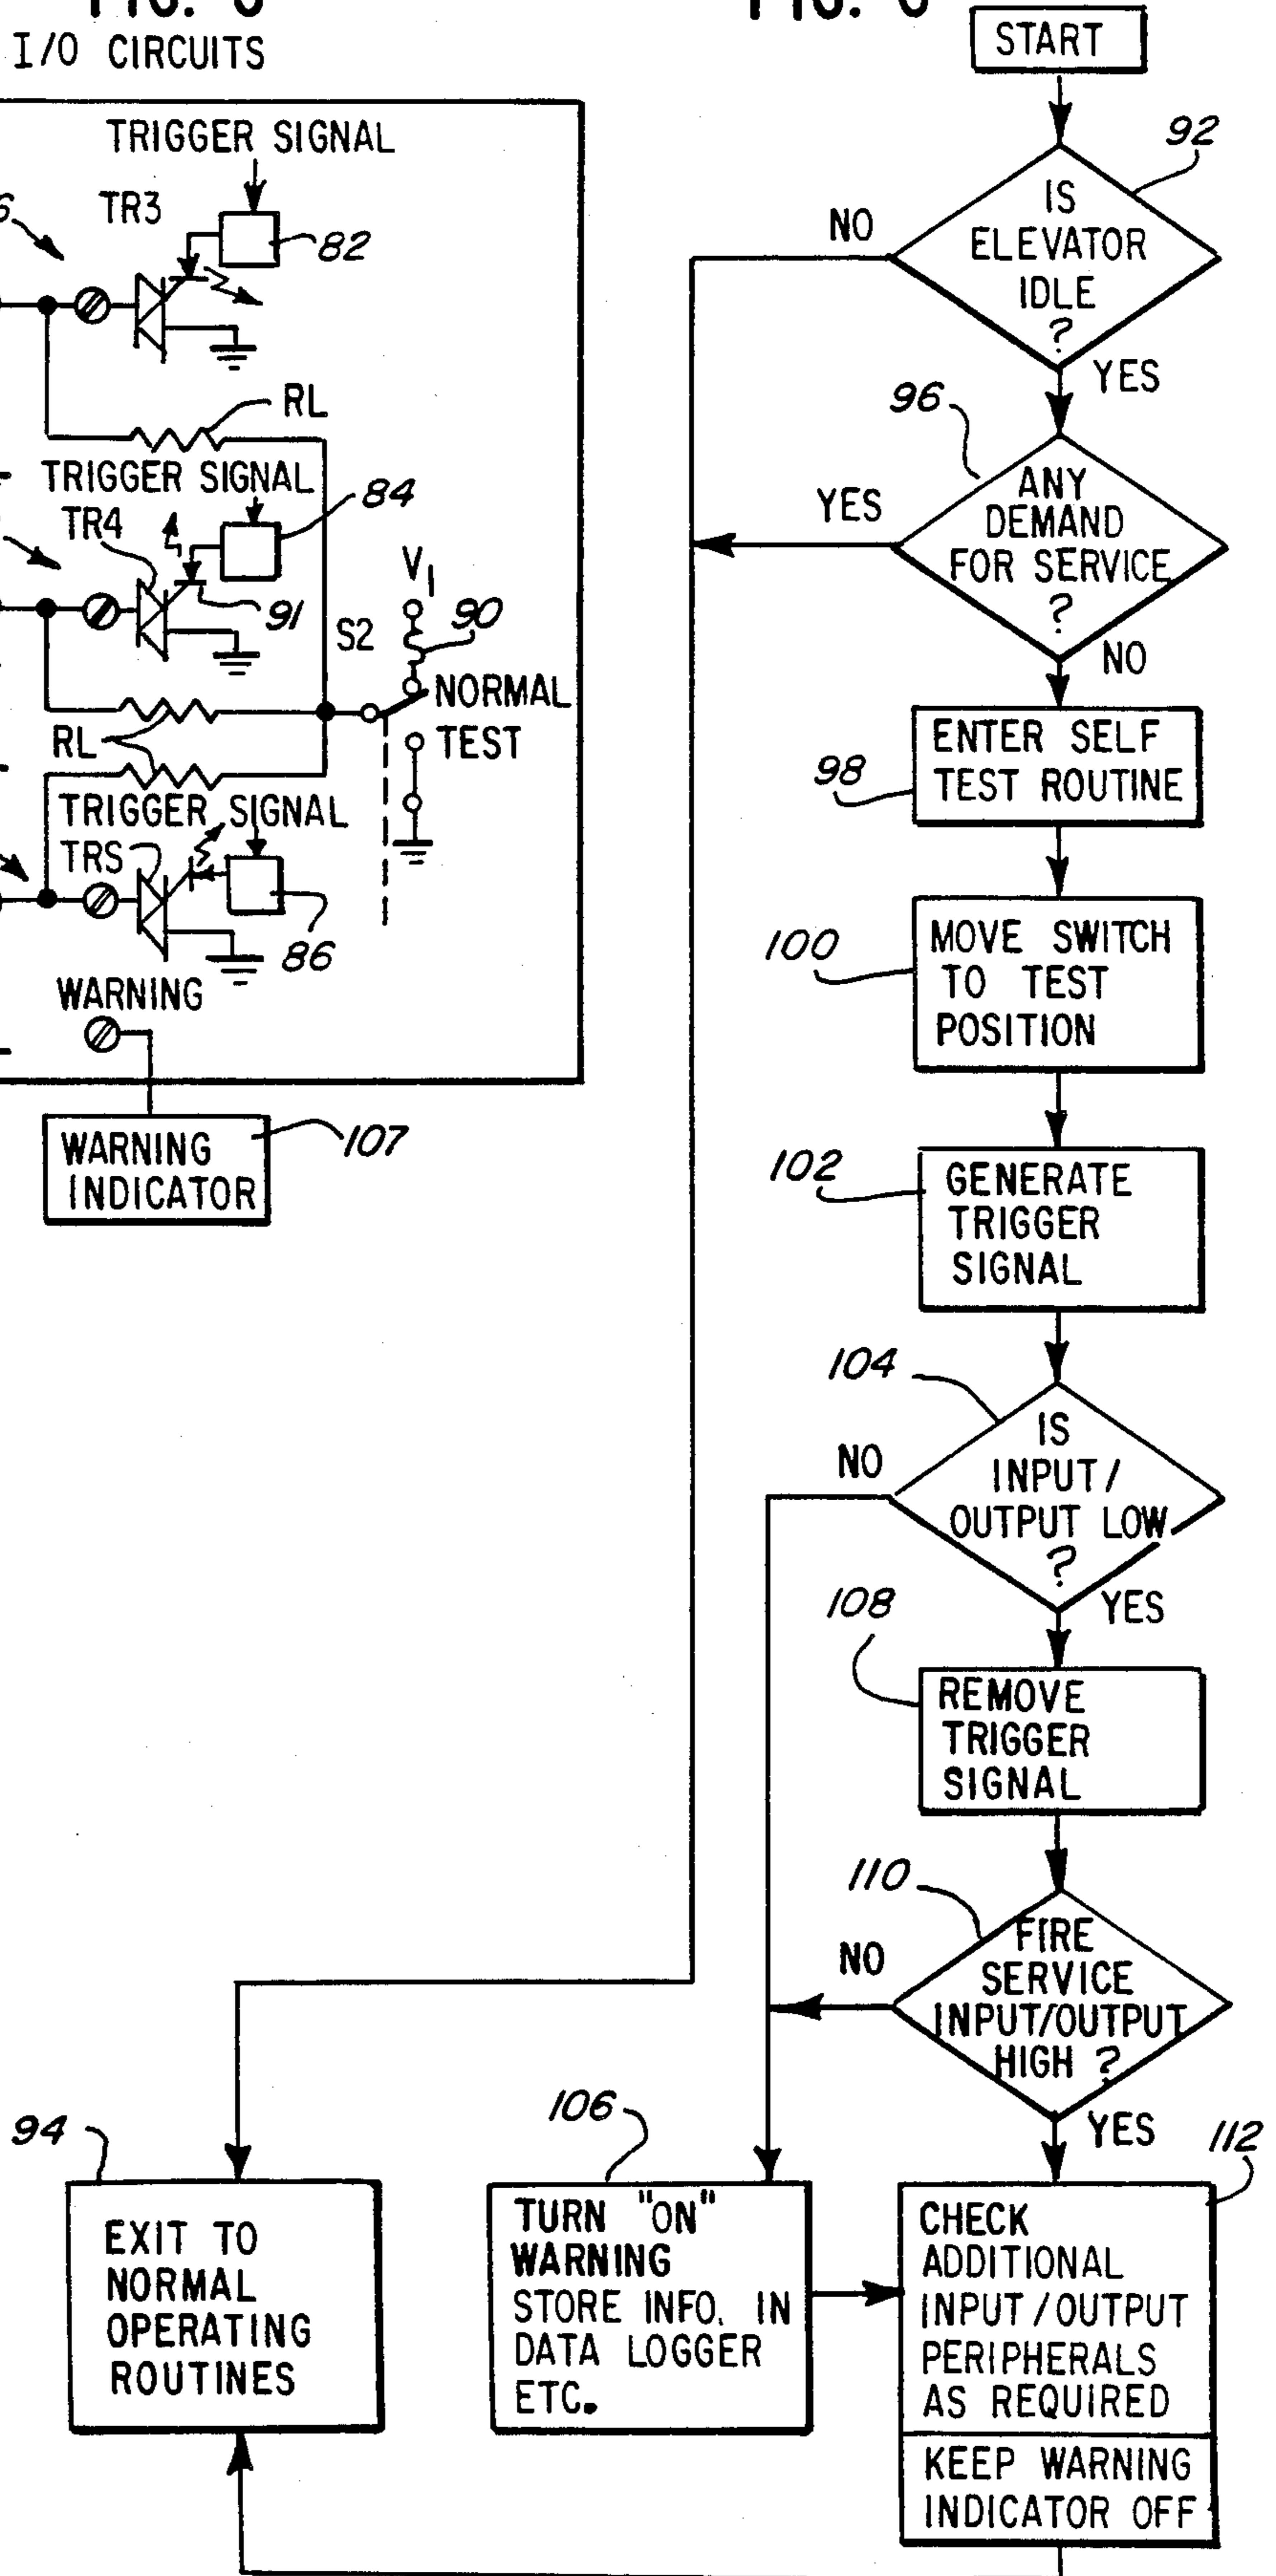 I/O CIRCUITS
TRIGGER SIGNAL
TR3
82
RL
TRIGGER SIGNAL
84
TR4
91
V1
S2
90
NORMAL
TEST
RL
TRIGGER SIGNAL
TRS
86
WARNING
WARNING
INDICATOR
107
START
92
IS
ELEVATOR
IDLE
?
NO
YES
96
ANY
DEMAND
FOR SERVICE
?
YES
NO
98
ENTER SELF
TEST ROUTINE
100
MOVE SWITCH
TO TEST
POSITION
102
GENERATE
TRIGGER
SIGNAL
104
IS
INPUT/
OUTPUT LOW
?
NO
YES
108
REMOVE
TRIGGER
SIGNAL
110
FIRE
SERVICE
INPUT/OUTPUT
HIGH ?
NO
YES
94
EXIT TO
NORMAL
OPERATING
ROUTINES
106
TURN "ON"
WARNING
STORE INFO. IN
DATA LOGGER
ETC.
112
CHECK
ADDITIONAL
INPUT/OUTPUT
PERIPHERALS
AS REQUIRED
KEEP WARNING
INDICATOR OFF